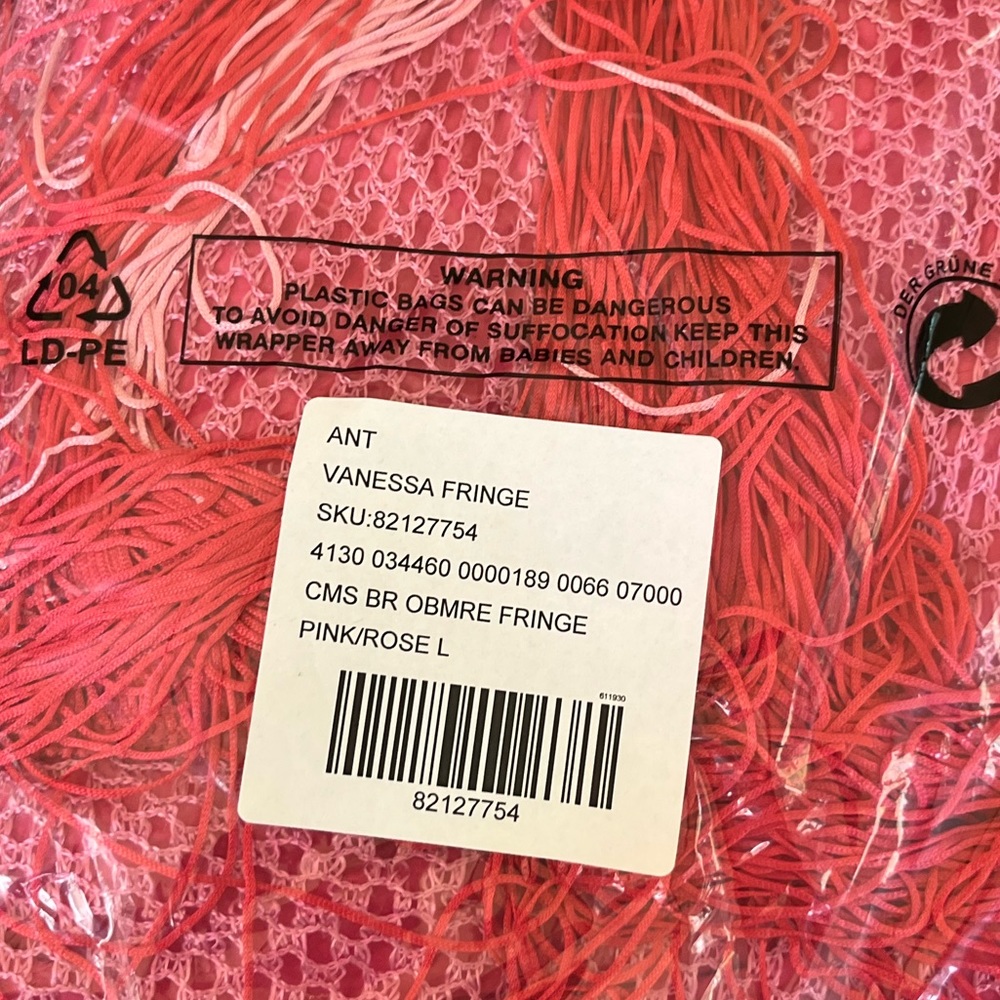 04
LD-PE
WARNING
PLASTIC BAGS CAN BE DANGEROUS
TO AVOID DANGER OF SUFFOCATION KEEP THIS
WRAPPER AWAY FROM BABIES AND CHILDREN.
DER GRÜNE
ANT
VANESSA FRINGE
SKU:82127754
4130 034460 0000189 0066 07000
CMS BR OBMRE FRINGE
PINK/ROSE L
611930
82127754